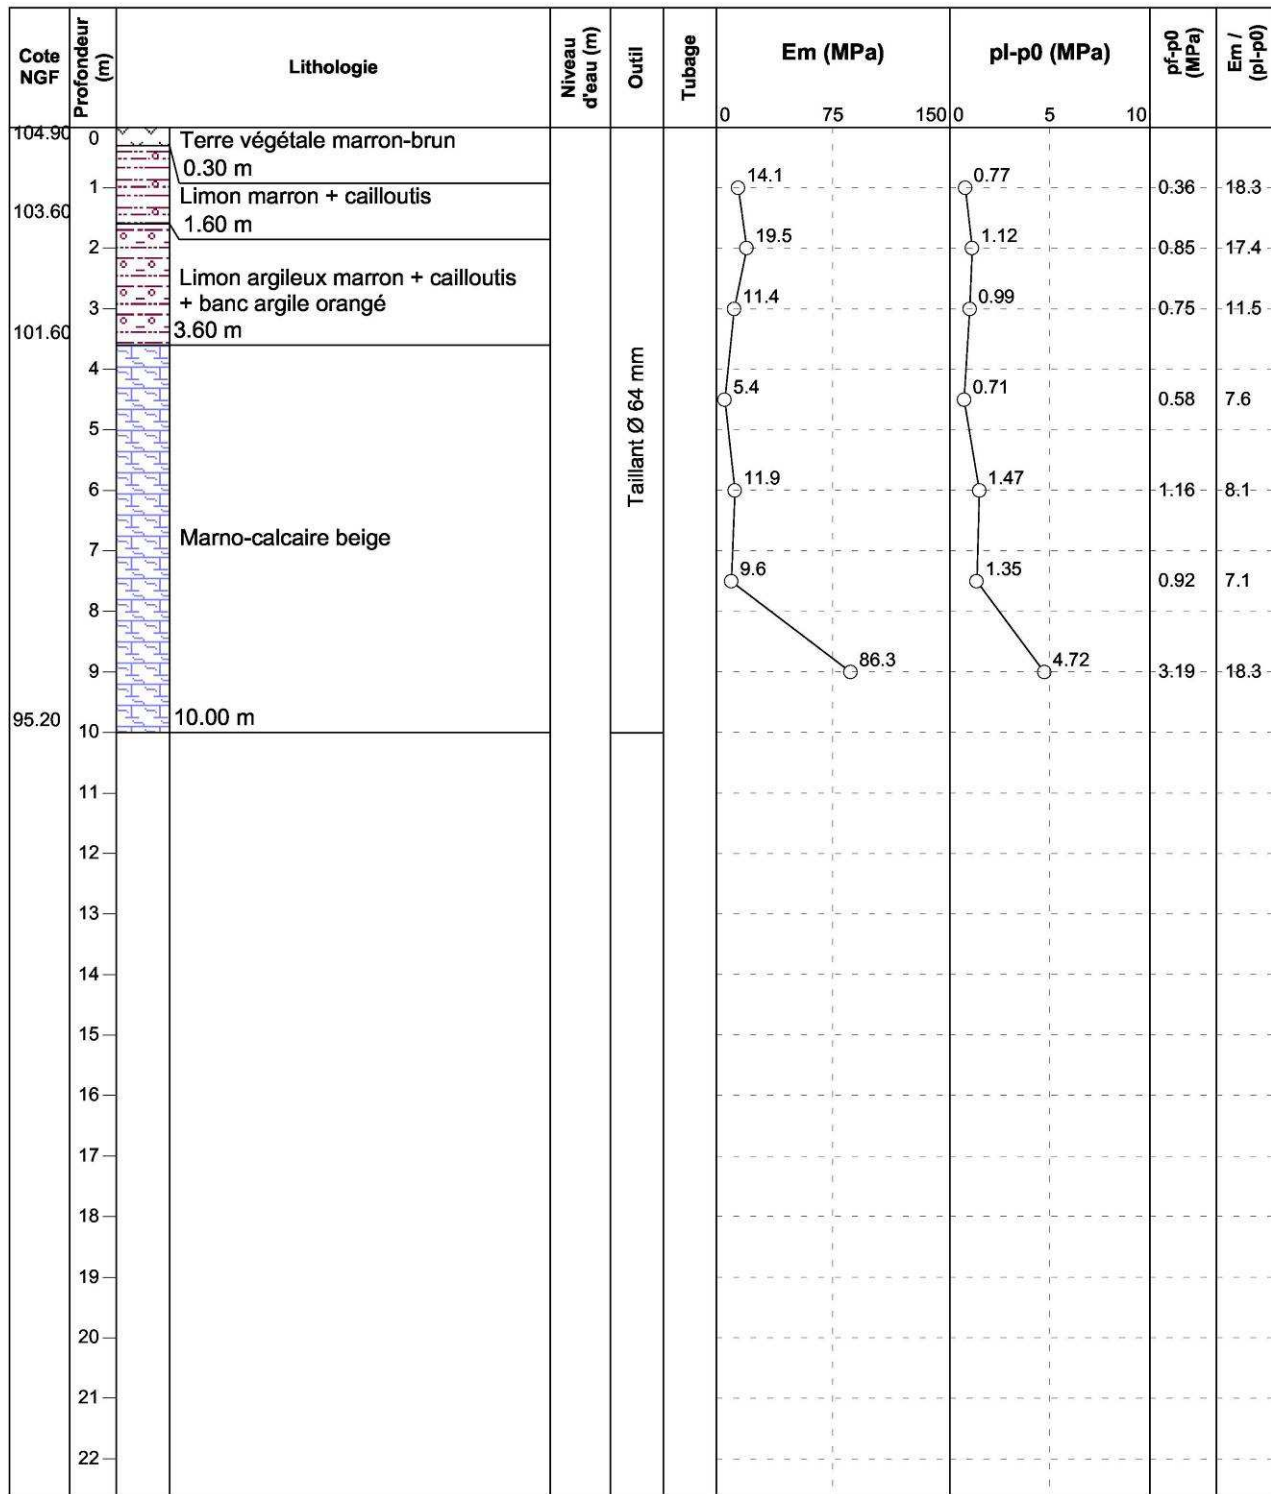 Cote
NGF
Profondeur
(m)
Lithologie
Niveau
d'eau (m)
Outil
Tubage
Em (MPa)
pl-p0 (MPa)
pf-p0
(MPa)
Em /
(pl-p0)
0 75 150 0 5 10
104.90 0 Terre végétale marron-brun
0.30 m
1 14.1 0.77 0.36 18.3
Limon marron + cailloutis
103.60 1.60 m
2 19.5 1.12 0.85 17.4
Limon argileux marron + cailloutis
+ banc argile orangé
3 11.4 0.99 0.75 11.5
101.60 3.60 m
4
5.4 0.71 0.58 7.6
5
Taillant Ø 64 mm
6 11.9 1.47 1.16 8.1
Marno-calcaire beige
7
9.6 1.35 0.92 7.1
8
9 86.3 4.72 3.19 18.3
95.20 10.00 m
10
11
12
13
14
15
16
17
18
19
20
21
22